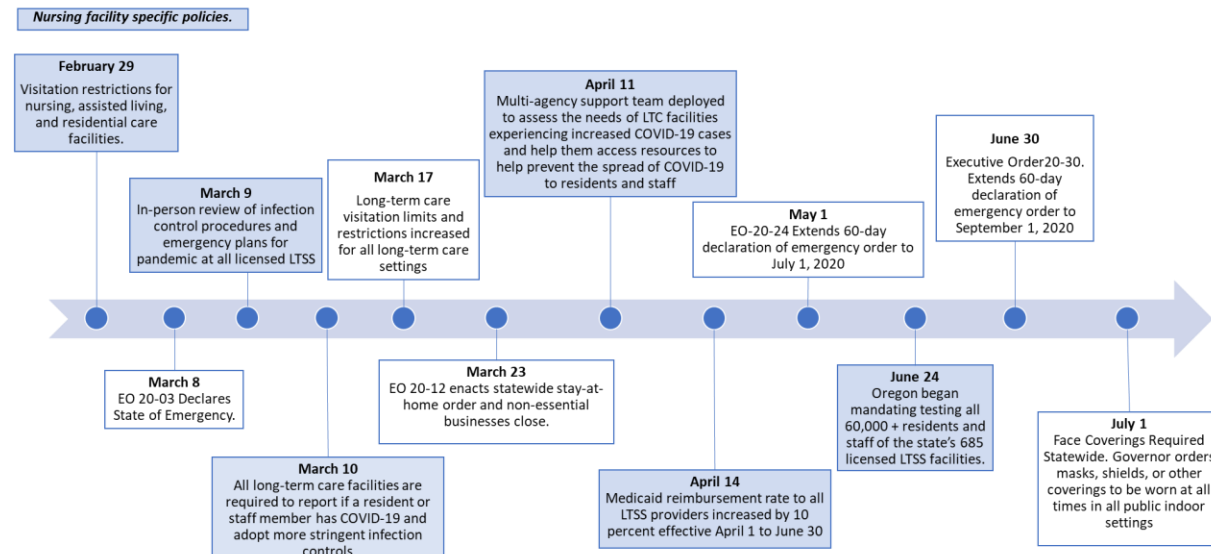 Nursing facility specific policies.
February 29
Visitation restrictions for
nursing, assisted living,
and residential care
facilities.
March 8
EO 20-03 Declares
State of Emergency.
March 9
In-person review of infection
control procedures and
emergency plans for
pandemic at all licensed LTSS
March 10
All long-term care facilities are
required to report if a resident or
staff member has COVID-19 and
adopt more stringent infection
controls
March 17
Long-term care
visitation limits and
restrictions increased
for all long-term care
settings
March 23
EO 20-12 enacts statewide stay-at-
home order and non-essential
businesses close.
April 11
Multi-agency support team deployed
to assess the needs of LTC facilities
experiencing increased COVID-19 cases
and help them access resources to
help prevent the spread of COVID-19
to residents and staff
April 14
Medicaid reimbursement rate to all
LTSS providers increased by 10
percent effective April 1 to June 30
May 1
EO-20-24 Extends 60-day
declaration of emergency order to
July 1, 2020
June 24
Oregon began
mandating testing all
60,000 + residents and
staff of the state's 685
licensed LTSS facilities.
June 30
Executive Order20-30.
Extends 60-day
declaration of
emergency order to
September 1, 2020
July 1
Face Coverings Required
Statewide. Governor orders
masks, shields, or other
coverings to be worn at all
times in all public indoor
settings